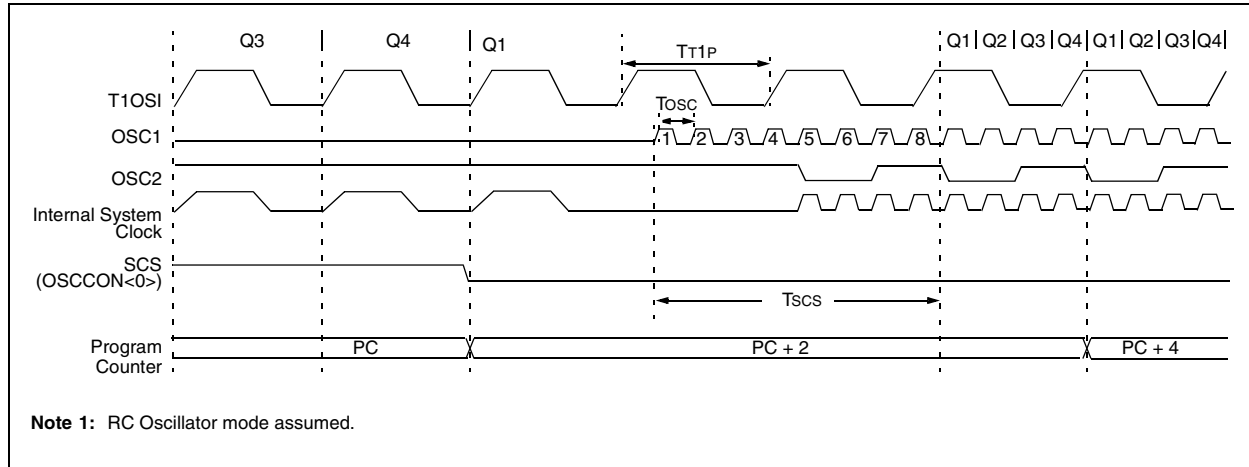 Q3 Q4 Q1 Q1 Q2 Q3 Q4 Q1 Q2 Q3 Q4
TT1P
T1OSI
TOSC
OSC1
1 2 3 4 5 6 7 8
OSC2
Internal System
Clock
SCS
(OSCCON<0>)
TSCS
Program
Counter
PC PC + 2 PC + 4
Note 1: RC Oscillator mode assumed.